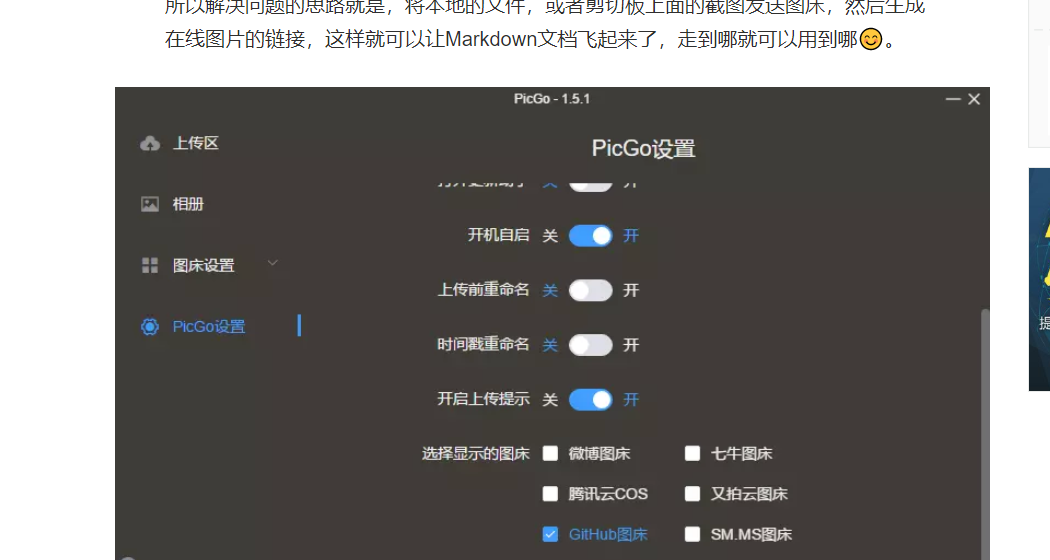 所以解决问题的思路就是，将本地的文件，或者剪切板上面的截图发送图床，然后生成
在线图片的链接，这样就可以让Markdown文档飞起来了，走到哪就可以用到哪😊。
PicGo - 1.5.1
上传区
PicGo设置
相册
开机自启 关 开
图床设置
上传前重命名 关 开
PicGo设置
时间戳重命名 关 开
开启上传提示 关 开
选择显示的图床 微博图床 七牛图床
腾讯云COS 又拍云图床
GitHub图床 SM.MS图床
提